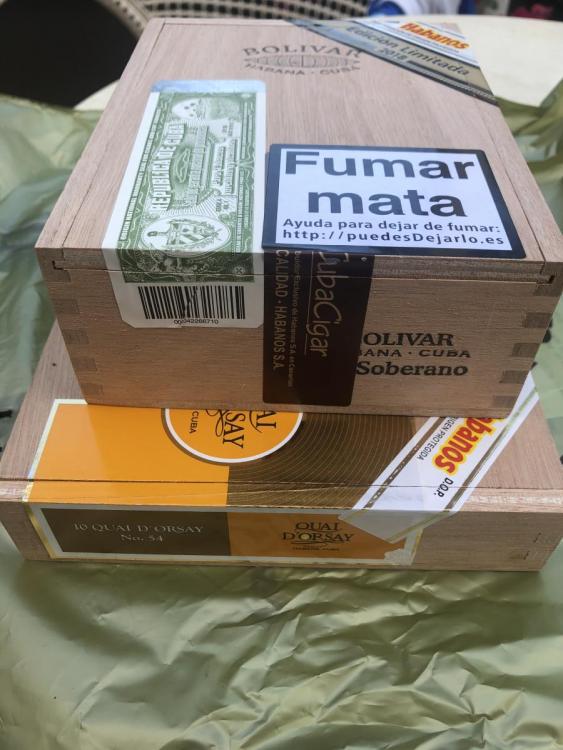 BOLIVAR
HABANA · CUBA
Habanos
Edición Limitada
2018
REPUBLICA DE CUBA
Fumar
mata
Ayuda para dejar de fumar:
http://puedesDejarlo.es
CubaCigar
CALIDAD · HABANOS S.A.
BOLIVAR
BANA · CUBA
Soberano
QUAI
D'ORSAY
CUBA
Habanos
D.O.P.
10 QUAI D'ORSAY
No. 54
QUAI
D'ORSAY
HABANA, CUBA